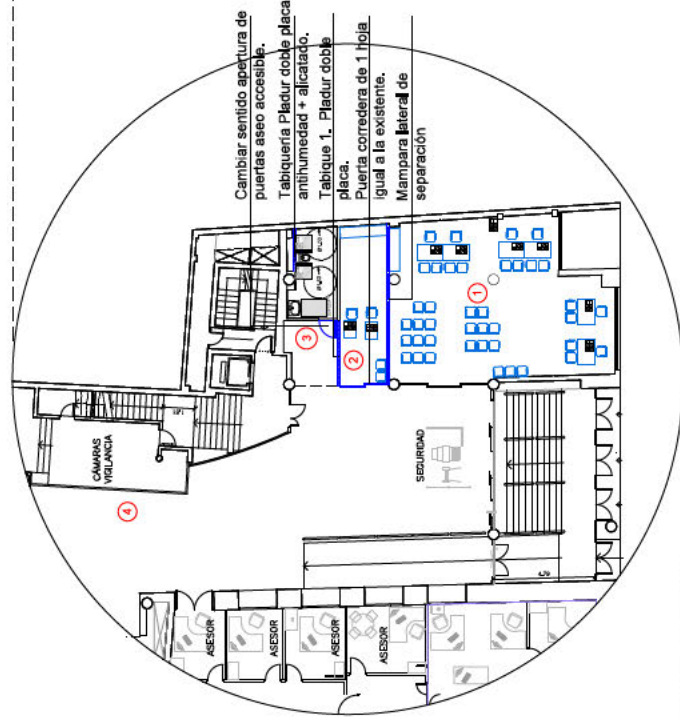 Cambiar sentido apertura de
puertas aseo accesible.
Tabiquería Pladur doble placa
antihumedad + alicatado.
Tabique 1. Pladur doble
placa.
Puerta corredera de 1 hoja
igual a la existente.
Mampara lateral de
separación
CÁMARAS
VIGILANCIA
SEGURIDAD
ASESOR
ASESOR
ASESOR
ASESOR
1
2
3
4